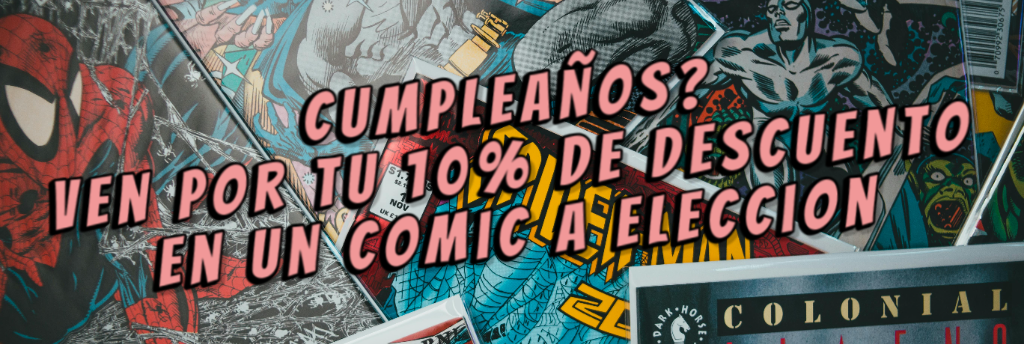 CUMPLEAÑOS?
VEN POR TU 10% DE DESCUENTO
EN UN COMIC A ELECCION
NOV
DARK HORSE
COLONIAL